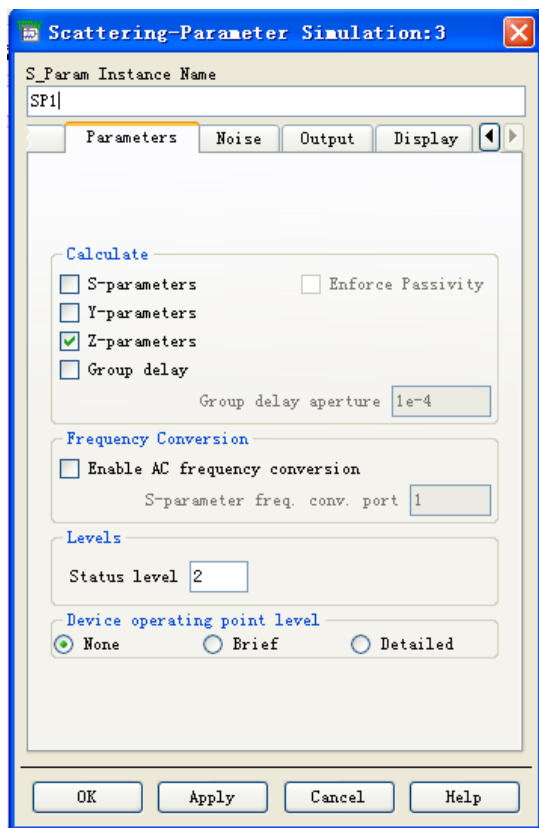 Scattering-Parameter Simulation:3
S_Param Instance Name
SP1
Parameters Noise Output Display
Calculate
S-parameters Enforce Passivity
Y-parameters
Z-parameters
Group delay
Group delay aperture 1e-4
Frequency Conversion
Enable AC frequency conversion
S-parameter freq. conv. port 1
Levels
Status level 2
Device operating point level
None Brief Detailed
OK Apply Cancel Help